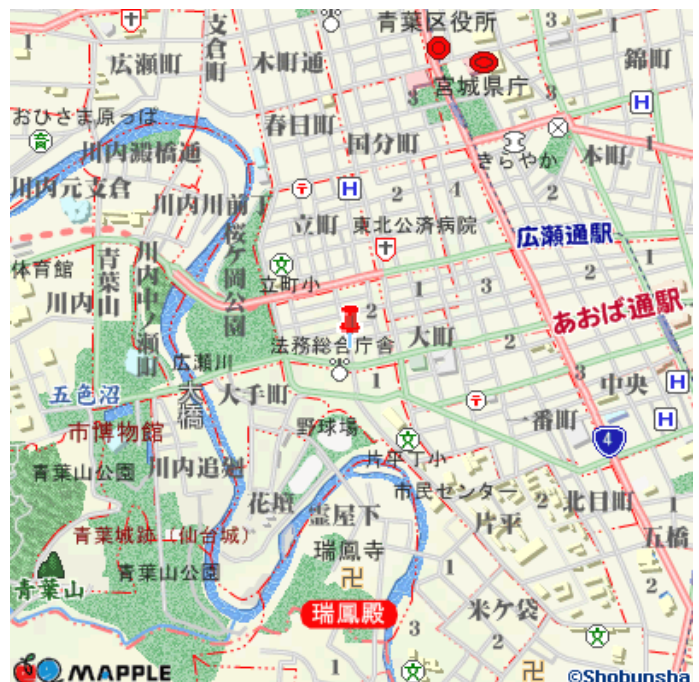 青葉区役所
広瀬町
支倉町
木町通
錦町
宮城県庁
おひさま原っぱ
春日町
国分町
川内澱橋通
きらやか
本町
川内元支倉
川内川前丁
立町
東北公済病院
広瀬通駅
体育館
青葉山
川内中ノ瀬町
桜ケ岡公園
立町小
川内
あおば通駅
法務総合庁舎
大町
広瀬川
大橋
大手町
五色沼
中央
市博物館
野球場
一番町
4
青葉山公園
川内追廻
片平丁小
市民センター
花壇
霊屋下
片平
北目町
青葉城跡(仙台城)
瑞鳳寺
五橋
青葉山公園
青葉山
瑞鳳殿
米ケ袋
MAPPLE
©Shobunsha